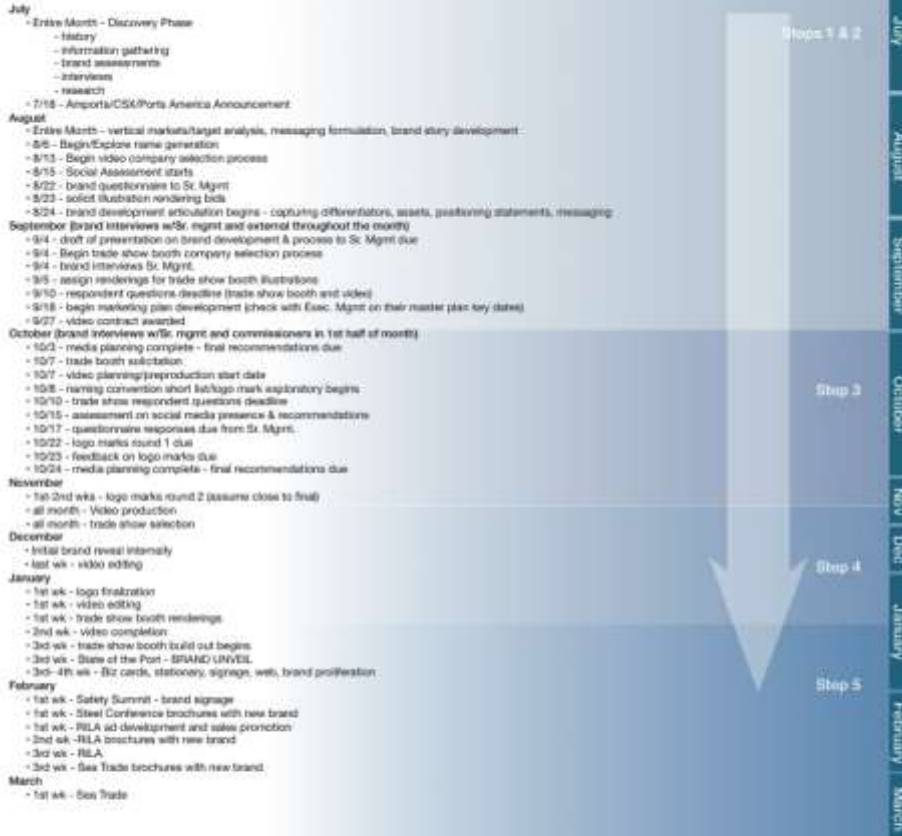 July
- Entire Month - Discovery Phase
- history
- information gathering
- brand assessments
- interviews
- research
- 7/18 - Amports/CSX/Ports America Announcement
August
- Entire Month - vertical markets/target analysis, messaging formulation, brand story development
- 8/6 - Begin/Explore name generation
- 8/13 - Begin video company selection process
- 8/15 - Social Assessment starts
- 8/22 - brand questionnaire to Sr. Mgmt
- 8/23 - solicit illustration rendering bids
- 8/24 - brand development articulation begins - capturing differentiators, assets, positioning statements, messaging
September (brand interviews w/Sr. mgmt and external throughout the month)
- 9/4 - draft of presentation on brand development & process to Sr. Mgmt due
- 9/4 - Begin trade show booth company selection process
- 9/4 - brand interviews Sr. Mgmt.
- 9/5 - assign renderings for trade show booth illustrations
- 9/10 - respondent questions deadline (trade show booth and video)
- 9/18 - begin marketing plan development (check with Exec. Mgmt on their master plan key dates)
- 9/27 - video contract awarded
October (brand interviews w/Sr. mgmt and commissioners in 1st half of month)
- 10/3 - media planning complete - final recommendations due
- 10/7 - trade booth solicitation
- 10/7 - video planning/preproduction start date
- 10/8 - naming convention short list/logo mark exploratory begins
- 10/10 - trade show respondent questions deadline
- 10/15 - assessment on social media presence & recommendations
- 10/17 - questionnaire responses due from Sr. Mgmt.
- 10/22 - logo marks round 1 due
- 10/23 - feedback on logo marks due
- 10/24 - media planning complete - final recommendations due
November
- 1st-2nd wks - logo marks round 2 (assume close to final)
- all month - Video production
- all month - trade show selection
December
- Initial brand reveal internally
- last wk - video editing
January
- 1st wk - logo finalization
- 1st wk - video editing
- 1st wk - trade show booth renderings
- 2nd wk - video completion
- 3rd wk - trade show booth build out begins
- 3rd wk - State of the Port - BRAND UNVEIL
- 3rd- 4th wk - Biz cards, stationary, signage, web, brand proliferation
February
- 1st wk - Safety Summit - brand signage
- 1st wk - Steel Conference brochures with new brand
- 1st wk - RILA ad development and sales promotion
- 2nd wk -RILA brochures with new brand
- 3rd wk - RILA
- 3rd wk - Sea Trade brochures with new brand
March
- 1st wk - Sea Trade
Steps 1 & 2
Step 3
Step 4
Step 5
July
August
September
October
Nov
Dec
January
February
March